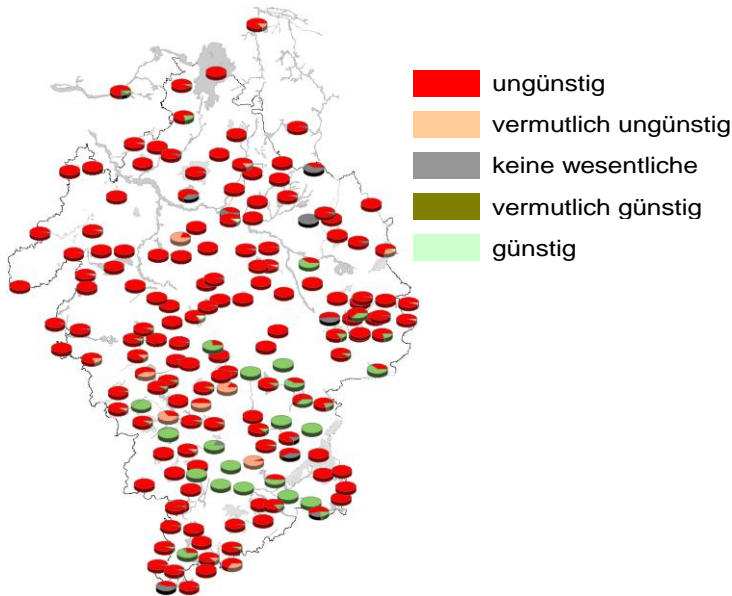 ungünstig
vermutlich ungünstig
keine wesentliche
vermutlich günstig
günstig